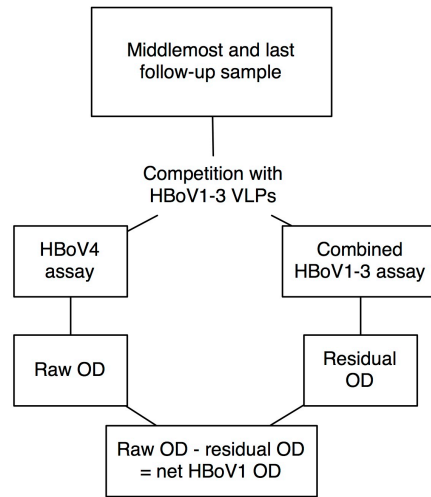 Middlemost and last
follow-up sample
Competition with
HBoV1-3 VLPs
HBoV4
assay
Combined
HBoV1-3 assay
Raw OD
Residual
OD
Raw OD - residual OD
= net HBoV1 OD